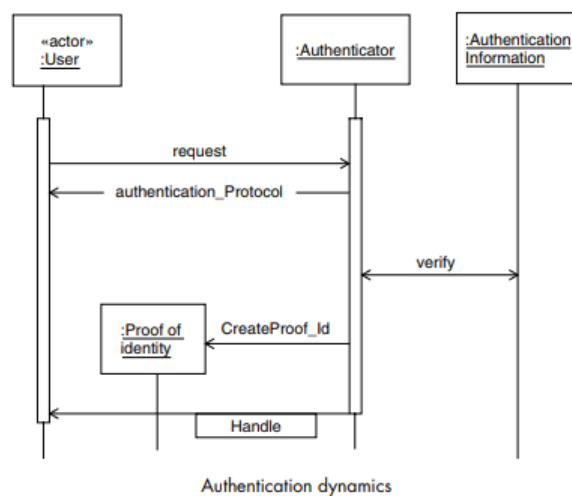 «actor»
:User
:Authenticator
:Authentication
Information
request
authentication_Protocol
verify
:Proof of
identity
CreateProof_Id
Handle
Authentication dynamics